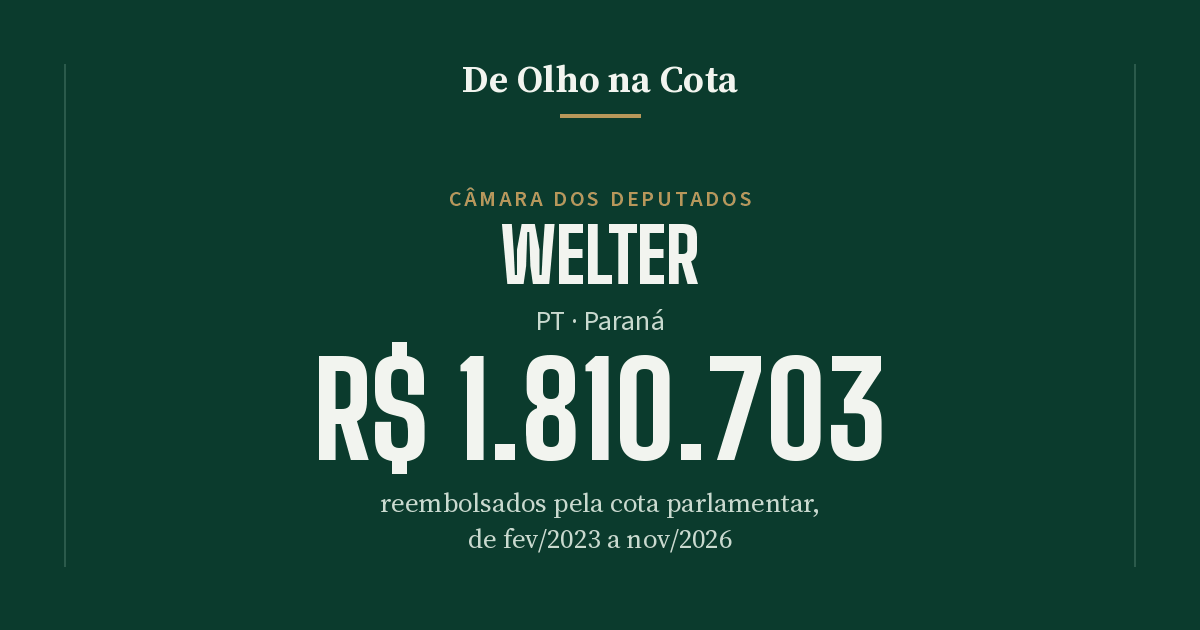 De Olho na Cota
CÂMARA DOS DEPUTADOS
WELTER
PT · Paraná
R$ 1.810.703
reembolsados pela cota parlamentar,
de fev/2023 a nov/2026